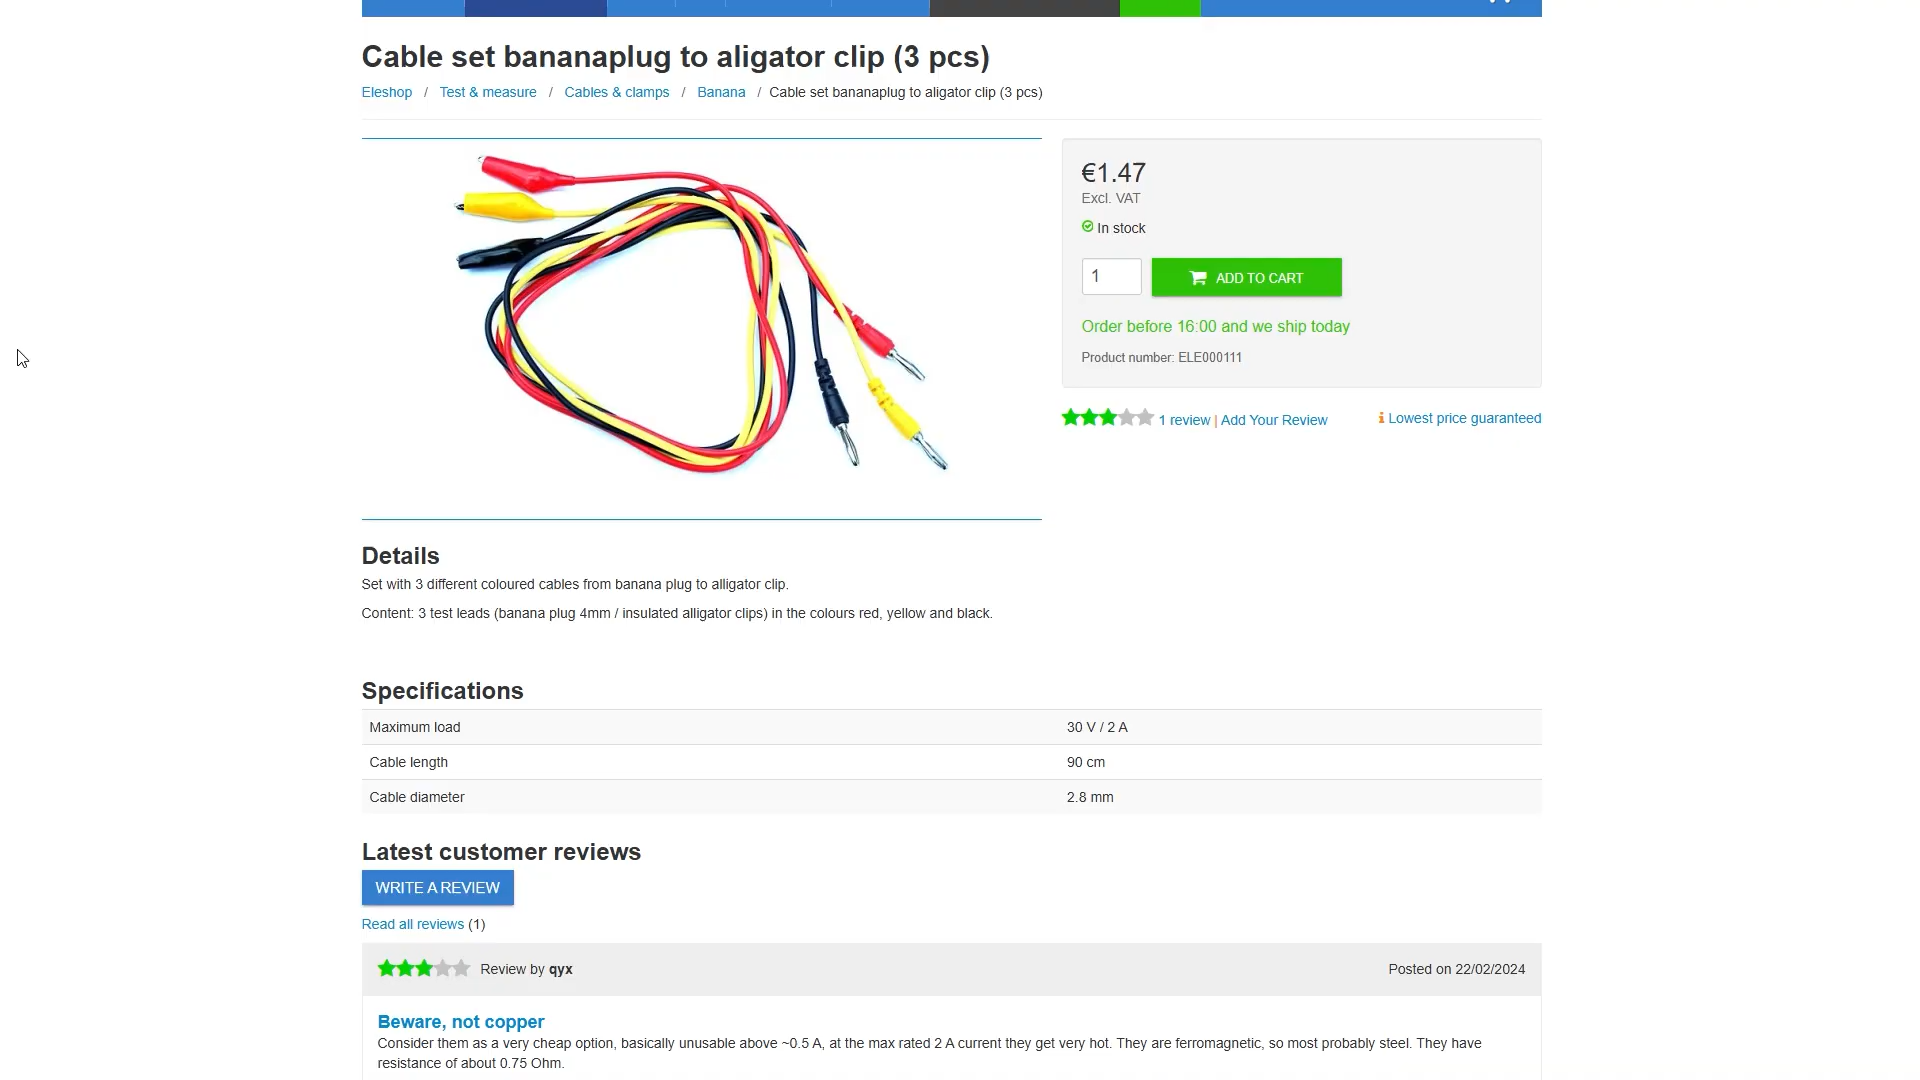 Cable set bananaplug to aligator clip (3 pcs)
Eleshop / Test & measure / Cables & clamps / Banana / Cable set bananaplug to aligator clip (3 pcs)
€1.47
Excl. VAT
In stock
1
ADD TO CART
Order before 16:00 and we ship today
Product number: ELE000111
1 review | Add Your Review
Lowest price guaranteed
Details
Set with 3 different coloured cables from banana plug to alligator clip.
Content: 3 test leads (banana plug 4mm / insulated alligator clips) in the colours red, yellow and black.
Specifications
Maximum load 30 V / 2 A
Cable length 90 cm
Cable diameter 2.8 mm
Latest customer reviews
WRITE A REVIEW
Read all reviews (1)
Review by qyx
Posted on 22/02/2024
Beware, not copper
Consider them as a very cheap option, basically unusable above ~0.5 A, at the max rated 2 A current they get very hot. They are ferromagnetic, so most probably steel. They have
resistance of about 0.75 Ohm.